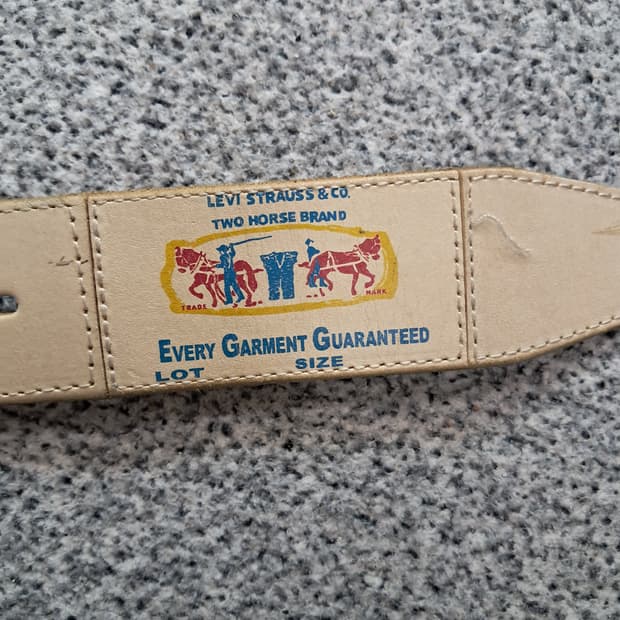 LEVI STRAUSS & CO.
TWO HORSE BRAND
TRADE MARK
EVERY GARMENT GUARANTEED
LOT SIZE